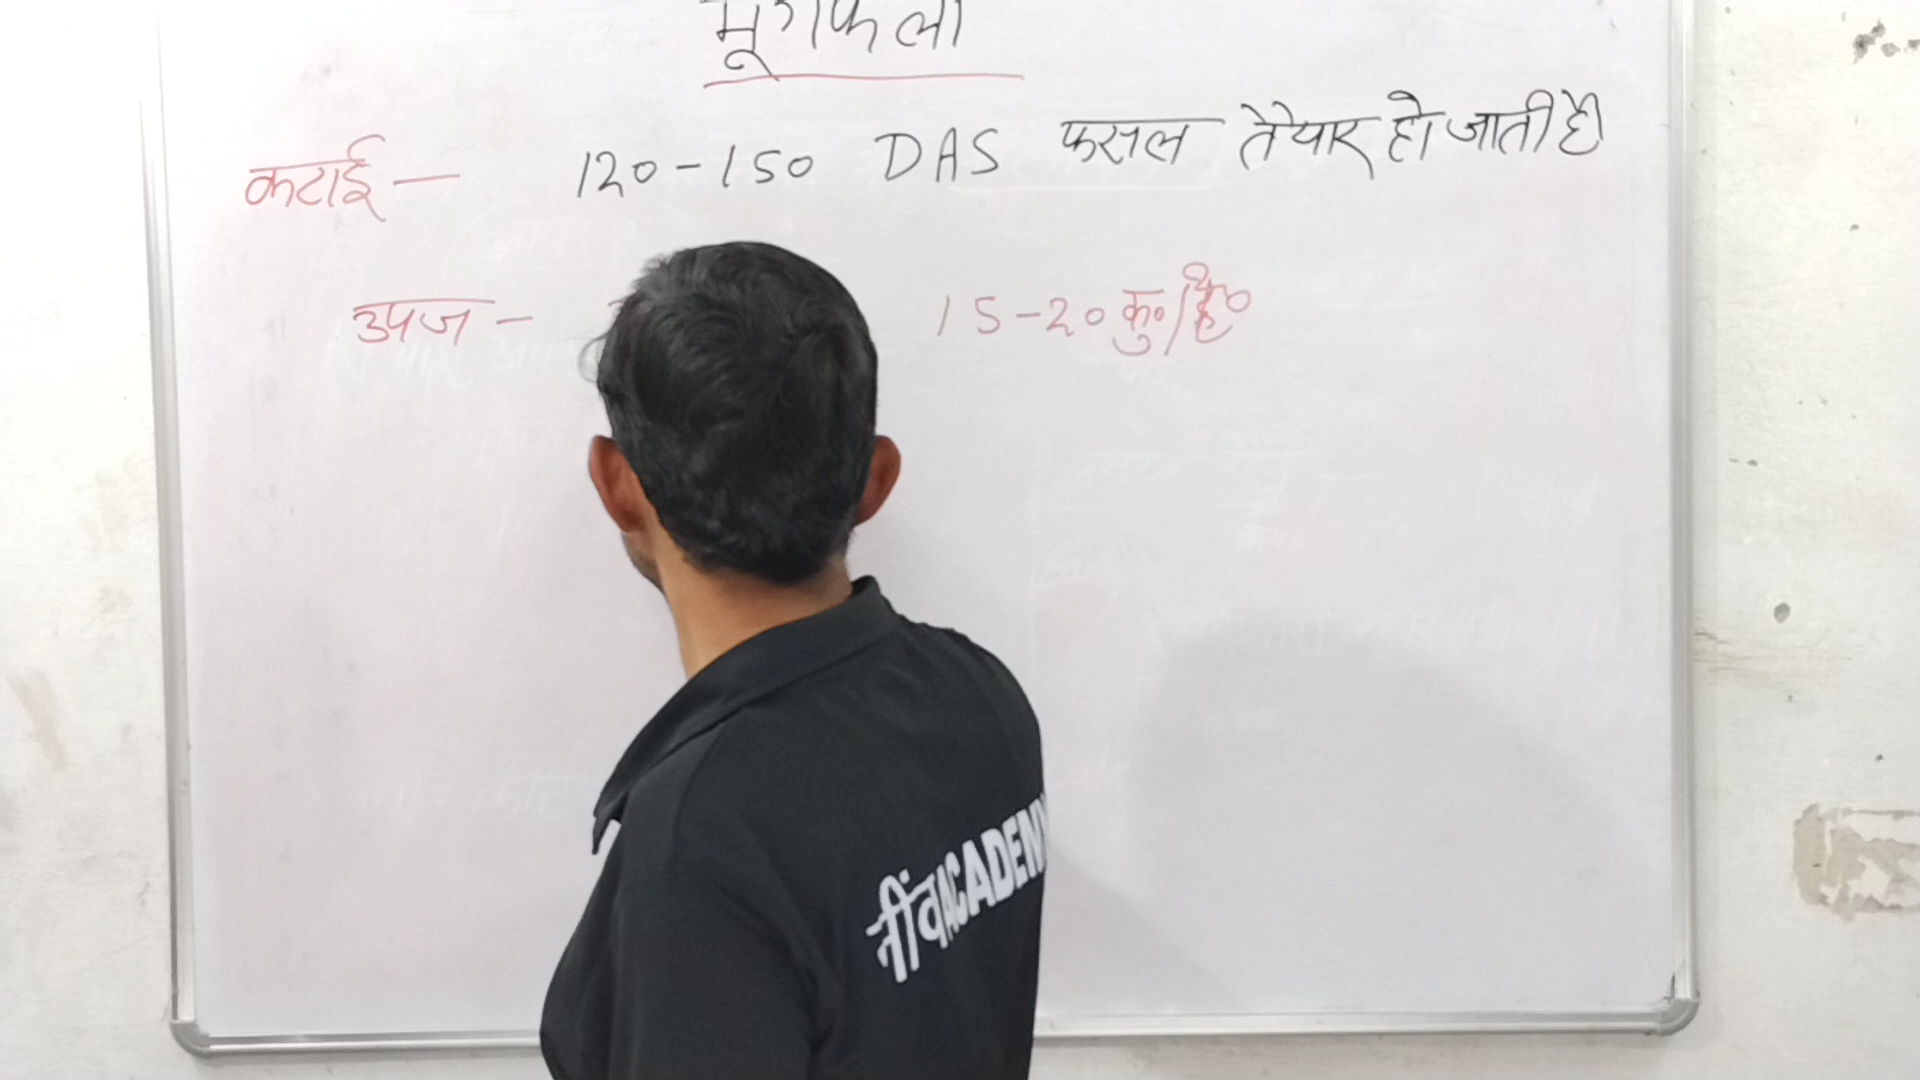 मूंगफली
कटाई - 120-150 DAS फसल तैयार हो जाती है
उपज - 15-20 कु०/है०
नींव ACADEMY